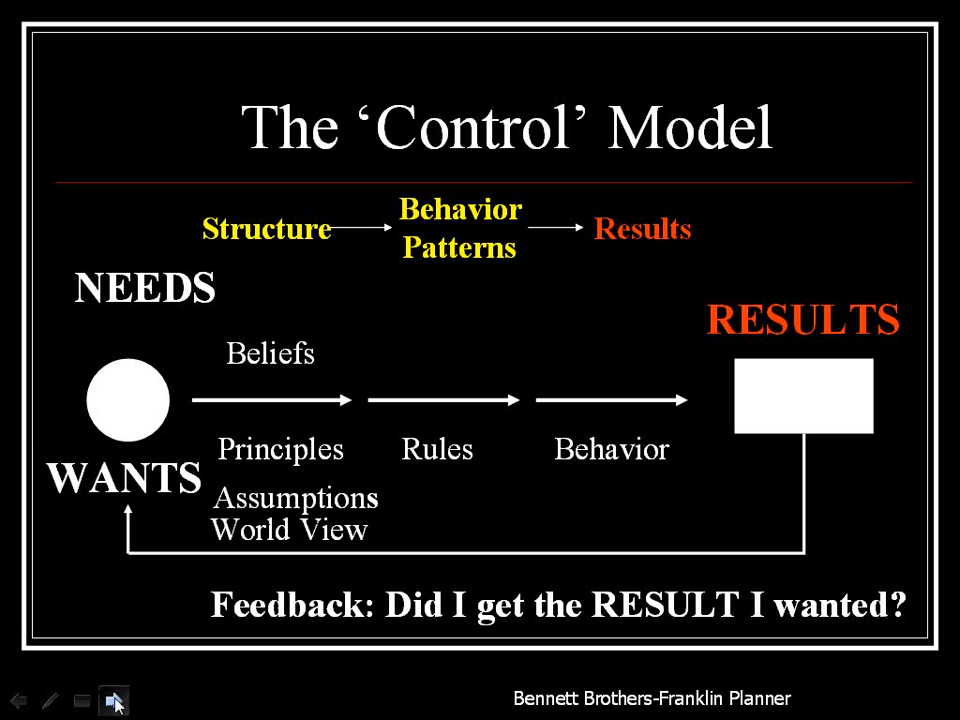 The ‘Control’ Model
Structure
Behavior
Patterns
Results
NEEDS
RESULTS
Beliefs
Principles
Rules
Behavior
WANTS
Assumptions
World View
Feedback: Did I get the RESULT I wanted?
Bennett Brothers-Franklin Planner